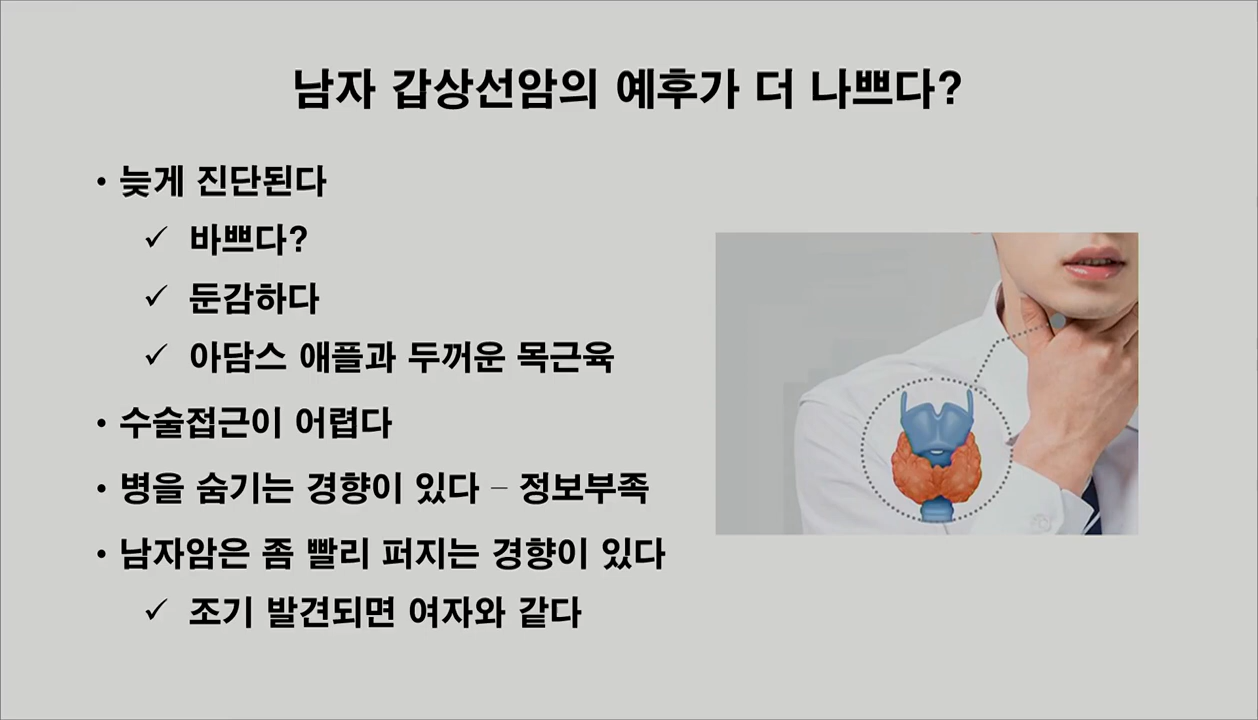 남자 갑상선암의 예후가 더 나쁘다?
• 늦게 진단된다
✓ 바쁘다?
✓ 둔감하다
✓ 아담스 애플과 두꺼운 목근육
• 수술접근이 어렵다
• 병을 숨기는 경향이 있다 – 정보부족
• 남자암은 좀 빨리 퍼지는 경향이 있다
✓ 조기 발견되면 여자와 같다